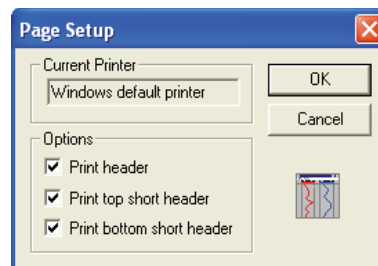 Page Setup
Current Printer
Windows default printer
OK
Cancel
Options
Print header
Print top short header
Print bottom short header